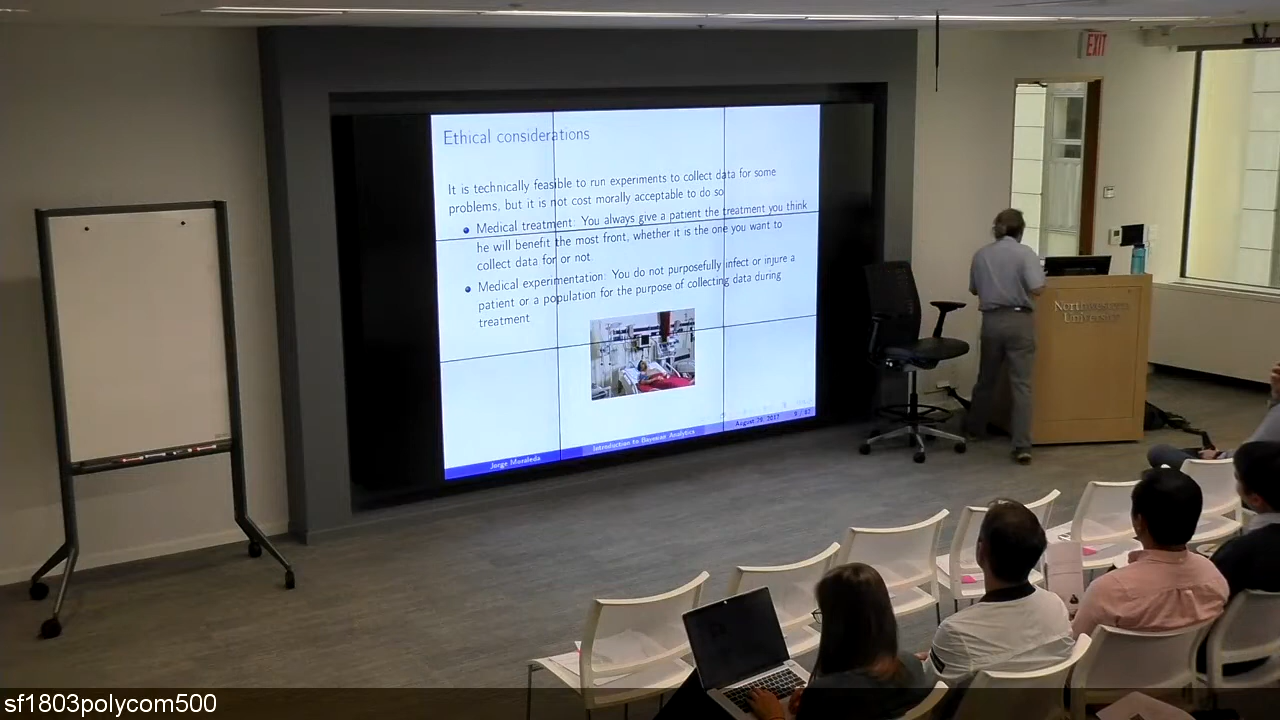 EXIT
Ethical considerations
It is technically feasible to run experiments to collect data for some
problems, but it is not cost morally acceptable to do so
Medical treatment: You always give a patient the treatment you think
he will benefit the most front, whether it is the one you want to
collect data for or not.
Medical experimentation: You do not purposefully infect or injure a
patient or a population for the purpose of collecting data during
treatment
Jorge Muraleda Introduction to Bayesian Analytics August 29, 2017 9 / 52
Northwestern
University
sf1803polycom500